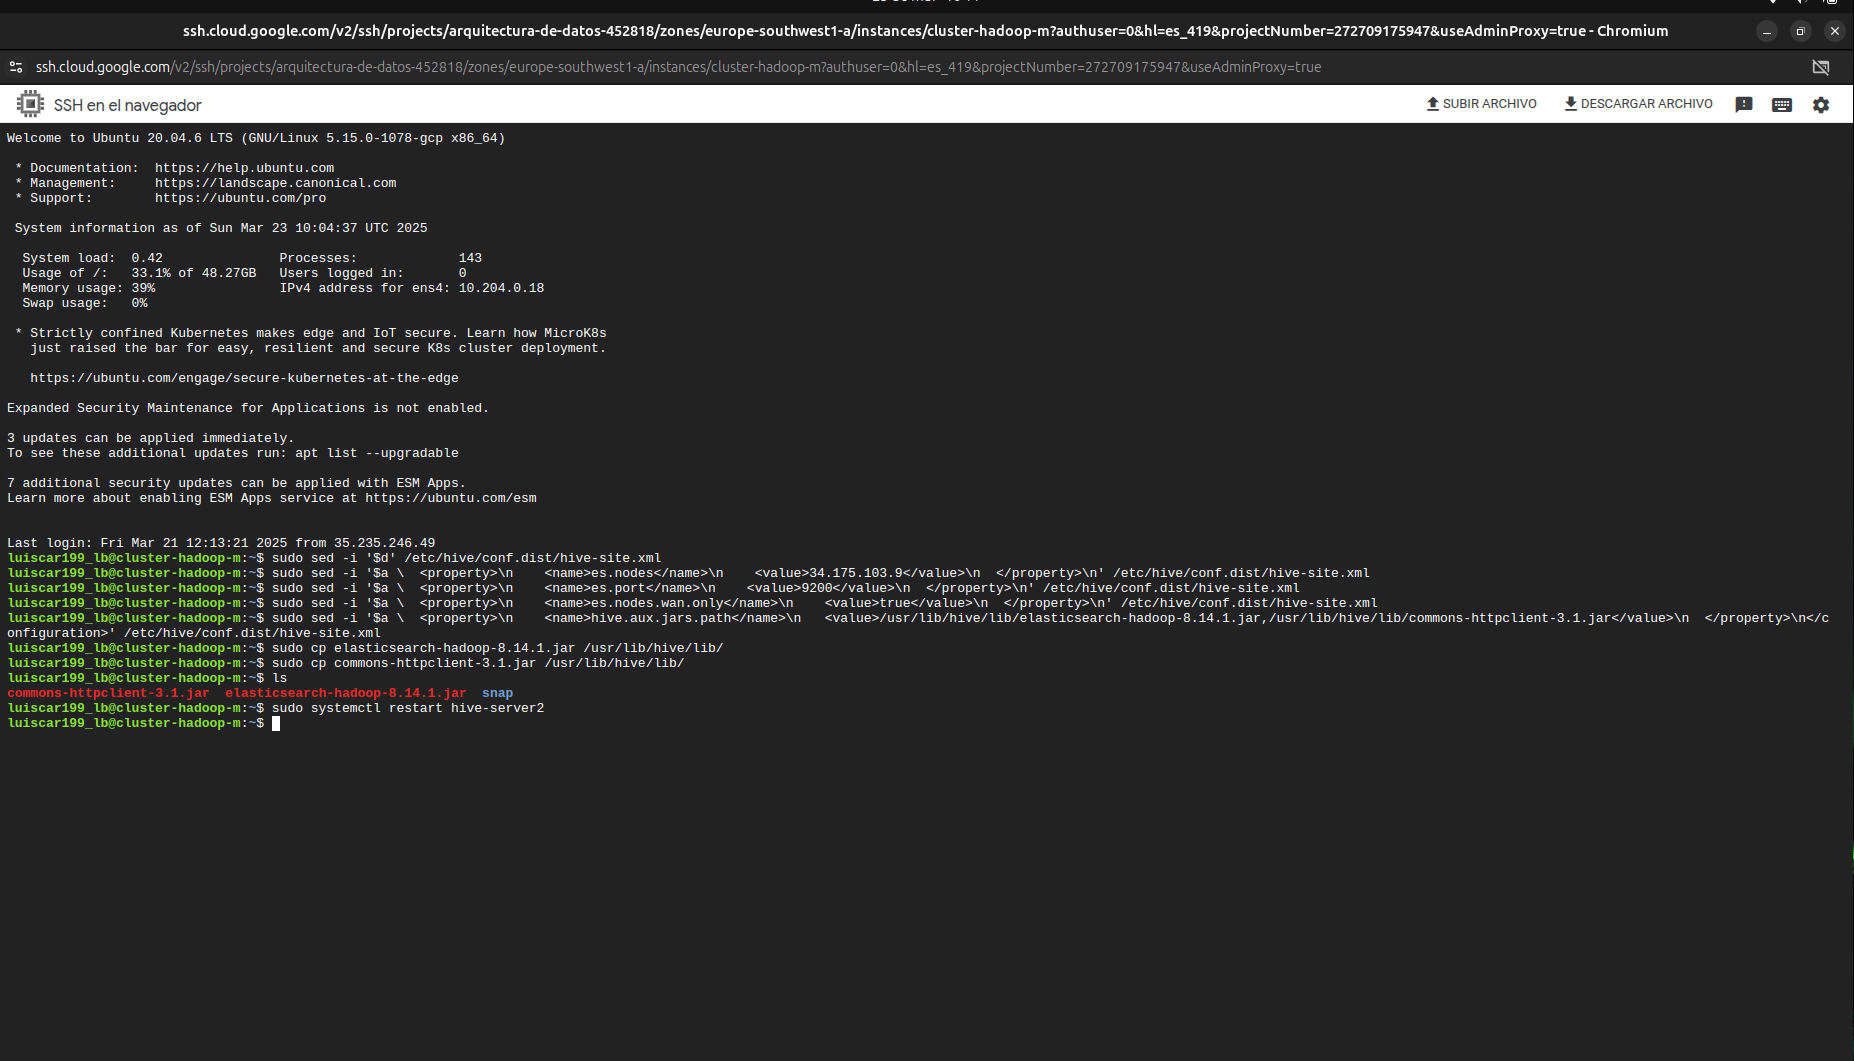 ssh.cloud.google.com/v2/ssh/projects/arquitectura-de-datos-452818/zones/europe-southwest1-a/instances/cluster-hadoop-m?authuser=0&hl=es_419&projectNumber=272709175947&useAdminProxy=true - Chromium
ssh.cloud.google.com/v2/ssh/projects/arquitectura-de-datos-452818/zones/europe-southwest1-a/instances/cluster-hadoop-m?authuser=0&hl=es_419&projectNumber=272709175947&useAdminProxy=true
SSH en el navegador
SUBIR ARCHIVO
DESCARGAR ARCHIVO
Welcome to Ubuntu 20.04.6 LTS (GNU/Linux 5.15.0-1078-gcp x86_64)
* Documentation:  https://help.ubuntu.com
* Management:     https://landscape.canonical.com
* Support:        https://ubuntu.com/pro
System information as of Sun Mar 23 10:04:37 UTC 2025
System load:  0.42               Processes:             143
Usage of /:   33.1% of 48.27GB   Users logged in:       0
Memory usage: 39%                IPv4 address for ens4: 10.204.0.18
Swap usage:   0%
* Strictly confined Kubernetes makes edge and IoT secure. Learn how MicroK8s
just raised the bar for easy, resilient and secure K8s cluster deployment.
https://ubuntu.com/engage/secure-kubernetes-at-the-edge
Expanded Security Maintenance for Applications is not enabled.
3 updates can be applied immediately.
To see these additional updates run: apt list --upgradable
7 additional security updates can be applied with ESM Apps.
Learn more about enabling ESM Apps service at https://ubuntu.com/esm
Last login: Fri Mar 21 12:13:21 2025 from 35.235.246.49
luiscar199_lb@cluster-hadoop-m:~$ sudo sed -i '$d' /etc/hive/conf.dist/hive-site.xml
luiscar199_lb@cluster-hadoop-m:~$ sudo sed -i '$a \  <property>\n    <name>es.nodes</name>\n    <value>34.175.103.9</value>\n  </property>\n' /etc/hive/conf.dist/hive-site.xml
luiscar199_lb@cluster-hadoop-m:~$ sudo sed -i '$a \  <property>\n    <name>es.port</name>\n    <value>9200</value>\n  </property>\n' /etc/hive/conf.dist/hive-site.xml
luiscar199_lb@cluster-hadoop-m:~$ sudo sed -i '$a \  <property>\n    <name>es.nodes.wan.only</name>\n    <value>true</value>\n  </property>\n' /etc/hive/conf.dist/hive-site.xml
luiscar199_lb@cluster-hadoop-m:~$ sudo sed -i '$a \  <property>\n    <name>hive.aux.jars.path</name>\n   <value>/usr/lib/hive/lib/elasticsearch-hadoop-8.14.1.jar,/usr/lib/hive/lib/commons-httpclient-3.1.jar</value>\n  </property>\n</c
onfiguration>' /etc/hive/conf.dist/hive-site.xml
luiscar199_lb@cluster-hadoop-m:~$ sudo cp elasticsearch-hadoop-8.14.1.jar /usr/lib/hive/lib/
luiscar199_lb@cluster-hadoop-m:~$ sudo cp commons-httpclient-3.1.jar /usr/lib/hive/lib/
luiscar199_lb@cluster-hadoop-m:~$ ls
commons-httpclient-3.1.jar  elasticsearch-hadoop-8.14.1.jar  snap
luiscar199_lb@cluster-hadoop-m:~$ sudo systemctl restart hive-server2
luiscar199_lb@cluster-hadoop-m:~$